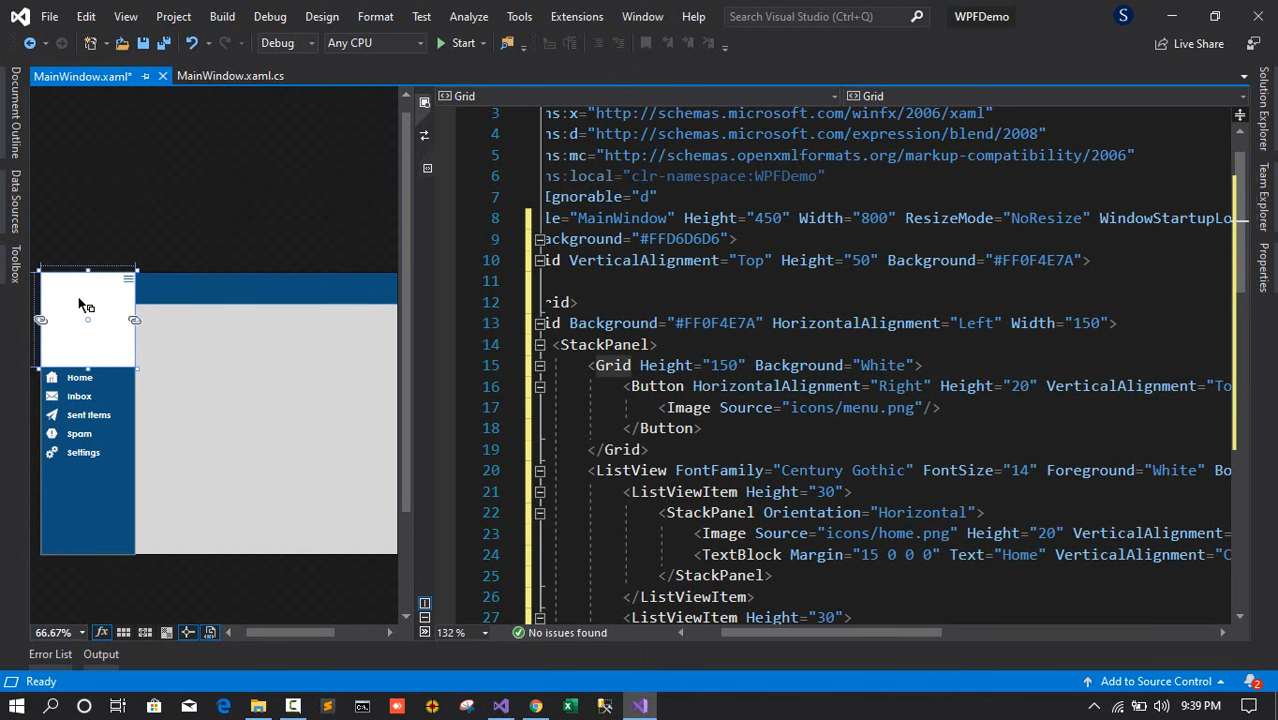 File Edit View Project Build Debug Design Format Test Analyze Tools Extensions Window Help Search Visual Studio (Ctrl+Q) WPFDemo S
Debug Any CPU Start Live Share
MainWindow.xaml* MainWindow.xaml.cs
Document Outline
Data Sources
Toolbox
Home
Inbox
Sent Items
Spam
Settings
66.67% fx
Grid Grid
3 ns:x="http://schemas.microsoft.com/winfx/2006/xaml"
4 ns:d="http://schemas.microsoft.com/expression/blend/2008"
5 ns:mc="http://schemas.openxmlformats.org/markup-compatibility/2006"
6 ns:local="clr-namespace:WPFDemo"
7 Ignorable="d"
8 le="MainWindow" Height="450" Width="800" ResizeMode="NoResize" WindowStartupLo
9 ackground="#FFD6D6D6">
10 id VerticalAlignment="Top" Height="50" Background="#FF0F4E7A">
11
12 rid>
13 id Background="#FF0F4E7A" HorizontalAlignment="Left" Width="150">
14 <StackPanel>
15 <Grid Height="150" Background="White">
16 <Button HorizontalAlignment="Right" Height="20" VerticalAlignment="To
17 <Image Source="icons/menu.png"/>
18 </Button>
19 </Grid>
20 <ListView FontFamily="Century Gothic" FontSize="14" Foreground="White" Bo
21 <ListViewItem Height="30">
22 <StackPanel Orientation="Horizontal">
23 <Image Source="icons/home.png" Height="20" VerticalAlignment=
24 <TextBlock Margin="15 0 0 0" Text="Home" VerticalAlignment="C
25 </StackPanel>
26 </ListViewItem>
27 <ListViewItem Height="30">
132 % No issues found
Solution Explorer
Team Explorer
Properties
Error List Output
Ready Add to Source Control 2
9:39 PM